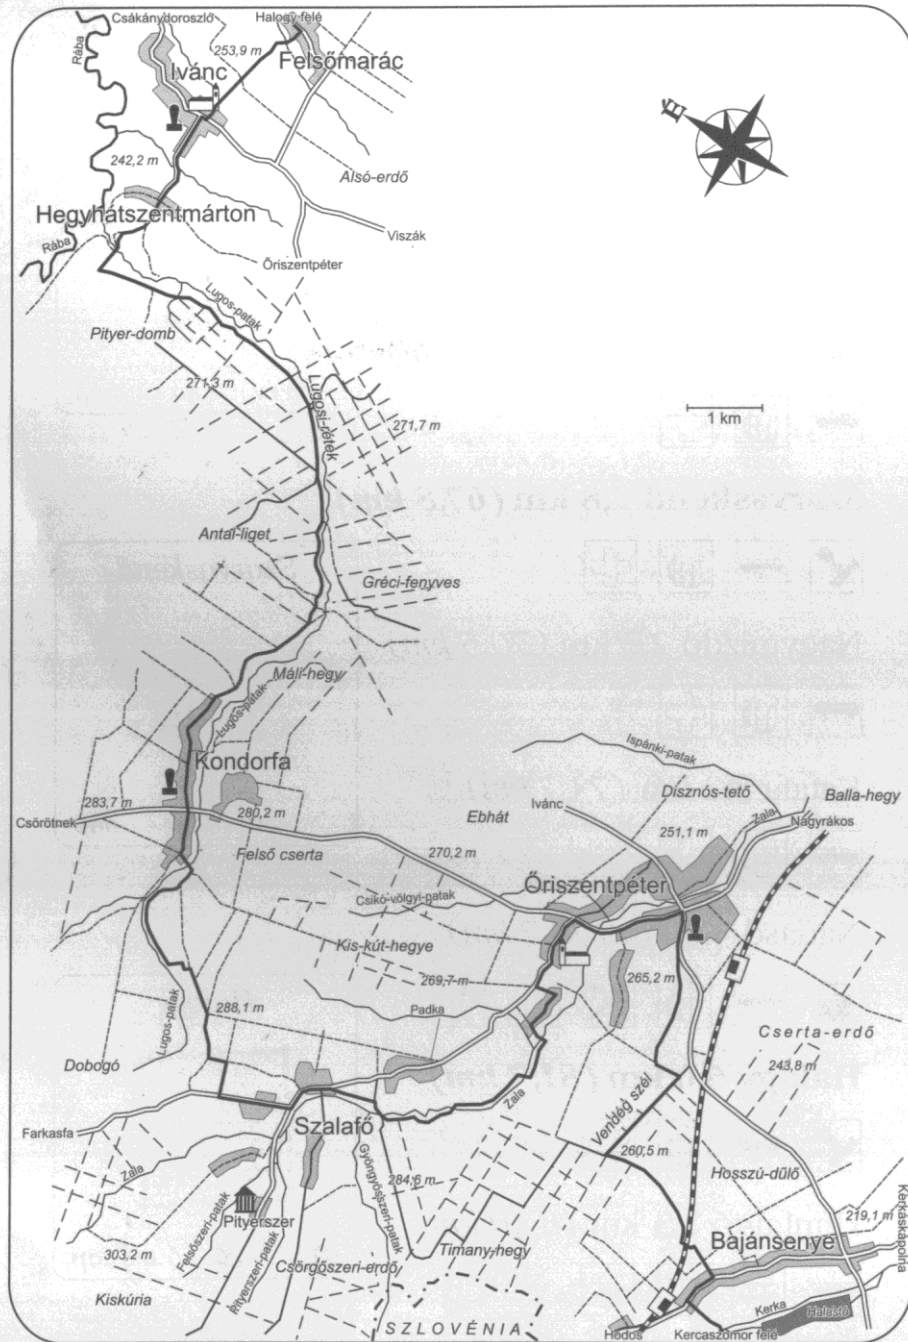 Csákánydoroszló
Halogy felé
Rába
253,9 m
Felsőmarác
Ivánc
É
242,2 m
Alsó-erdő
Hegyhátszentmárton
Viszák
Rába
Őriszentpéter
Lugos-patak
Pityer-domb
271,3 m
Lugosi-rétek
271,7 m
1 km
Antal-liget
Gréci-fenyves
Máli-hegy
Lugos-patak
Kondorfa
Ispánki-patak
Disznós-tető
Balla-hegy
283,7 m
280,2 m
Csörötnek
Ivánc
Ebhát
251,1 m
Zala
Nagyrákos
Felső cserta
270,2 m
Őriszentpéter
Csikó-völgyi-patak
Kis-kút-hegye
269,7 m
265,2 m
Lugos-patak
288,1 m
Padka
Cserta-erdő
Dobogó
243,8 m
Zala
Vendég szél
Farkasfa
Szalafő
260,5 m
Zala
Gyöngyösszeri-patak
284,6 m
Hosszú-dűlő
Kerkáskápolna
219,1 m
Felsőszeri-patak
Pityerszer
Pityerszeri-patak
303,2 m
Csörgőszeri-erdő
Timany-hegy
Bajánsenye
Kiskúria
Kerka
Halastó
SZLOVÉNIA
Hodos
Kercaszomor felé